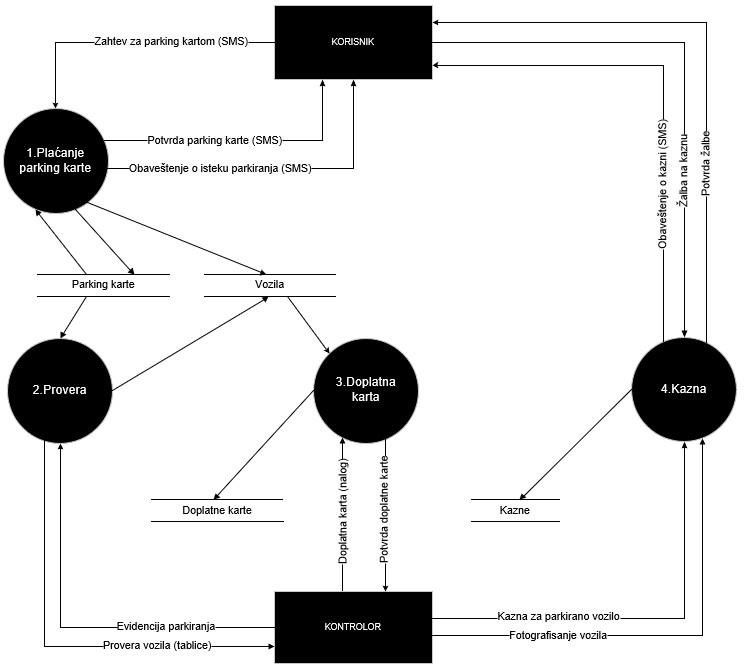 KORISNIK
Zahtev za parking kartom (SMS)
1.Plaćanje
parking karte
Potvrda parking karte (SMS)
Obaveštenje o isteku parkiranja (SMS)
Obaveštenje o kazni (SMS)
Žalba na kaznu
Potvrda žalbe
Parking karte
Vozila
2.Provera
3.Doplatna
karta
4.Kazna
Doplatna karta (nalog)
Potvrda doplatne karte
Doplatne karte
Kazne
Evidencija parkiranja
Provera vozila (tablice)
KONTROLOR
Kazna za parkirano vozilo
Fotografisanje vozila